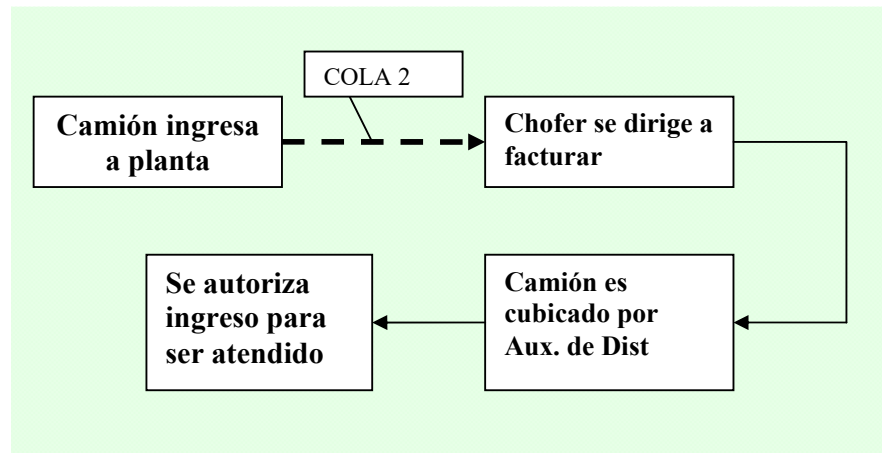 COLA 2
Camión ingresa
a planta
Chofer se dirige a
facturar
Camión es
cubicado por
Aux. de Dist
Se autoriza
ingreso para
ser atendido